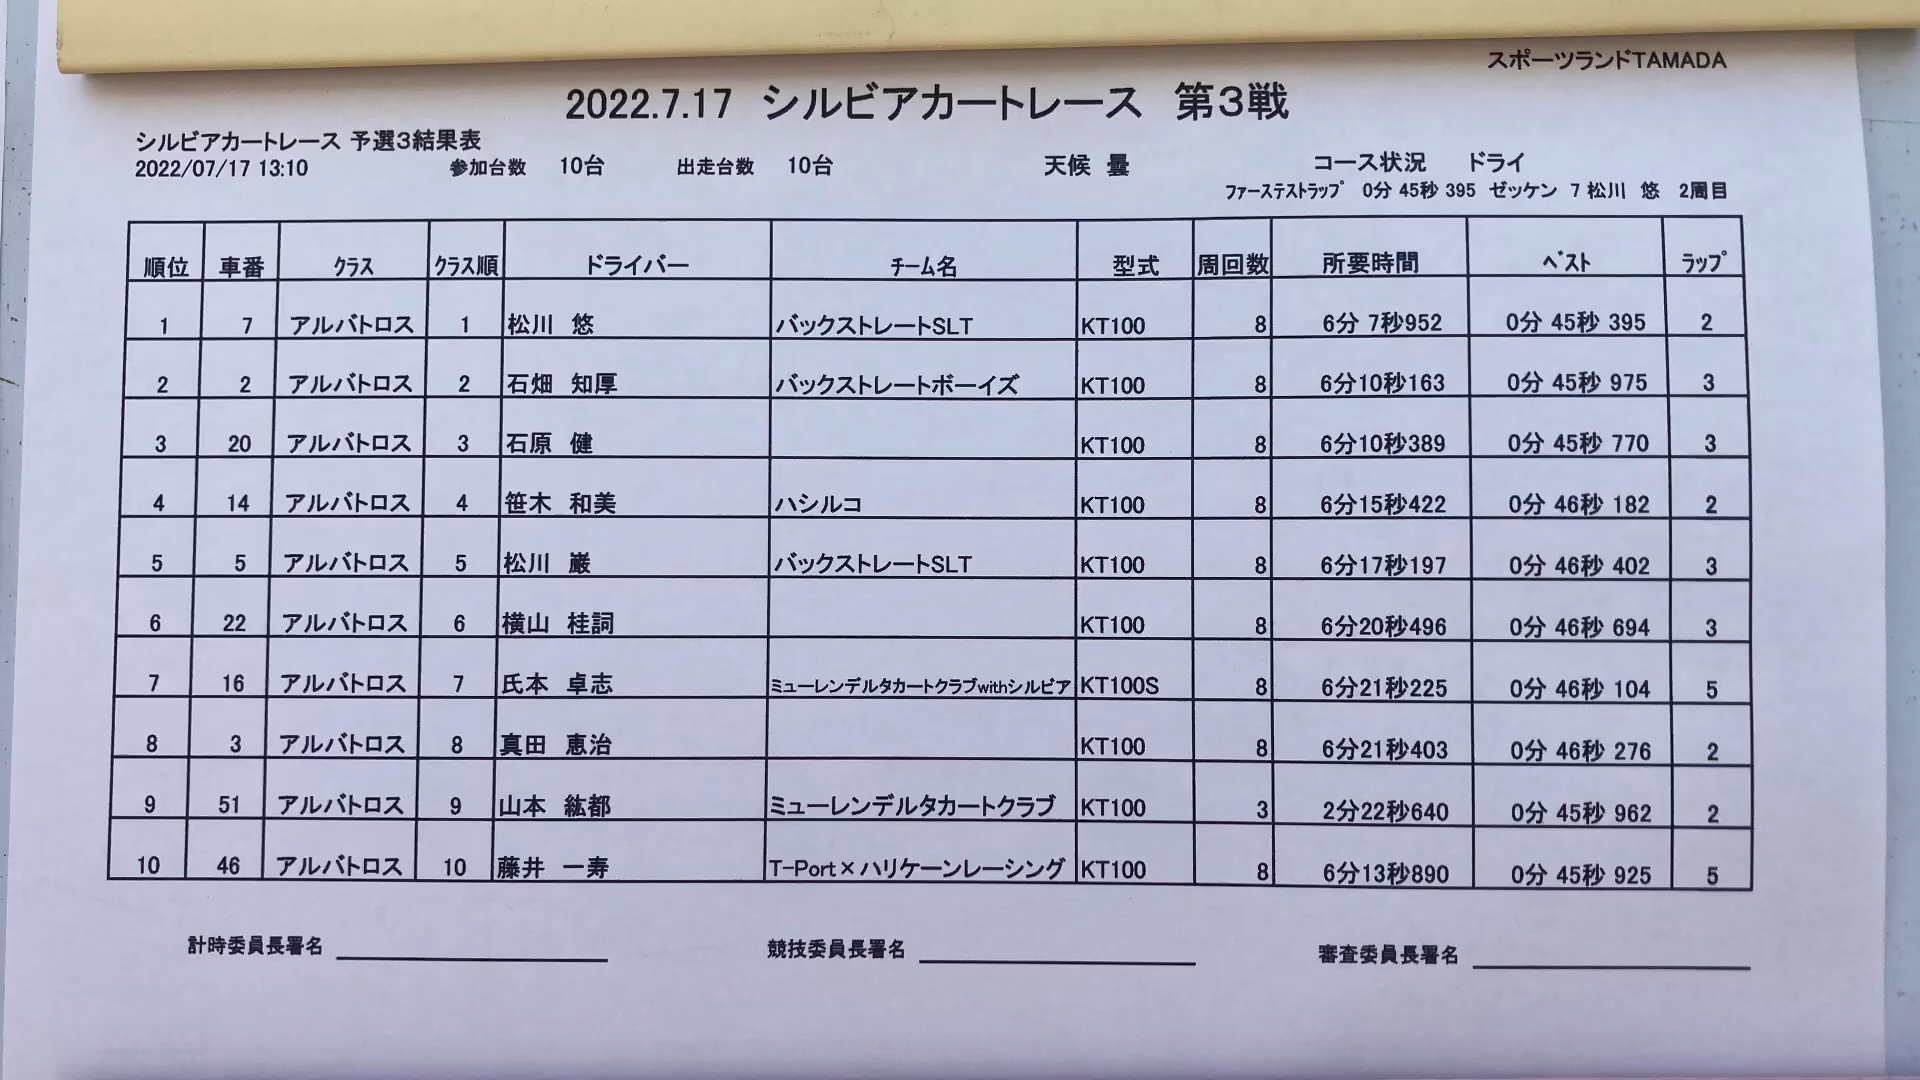 スポーツランドTAMADA
2022.7.17 シルビアカートレース 第3戦
シルビアカートレース 予選3結果表
2022/07/17 13:10 参加台数 10台 出走台数 10台 天候 曇 コース状況 ドライ
ファーステストラップ 0分 45秒 395 ゼッケン 7 松川 悠 2周目
順位 車番 クラス クラス順 ドライバー チーム名 型式 周回数 所要時間 ベスト ラップ
1 7 アルバトロス 1 松川 悠 バックストレートSLT KT100 8 6分 7秒952 0分 45秒 395 2
2 2 アルバトロス 2 石畑 知厚 バックストレートボーイズ KT100 8 6分10秒163 0分 45秒 975 3
3 20 アルバトロス 3 石原 健 KT100 8 6分10秒389 0分 45秒 770 3
4 14 アルバトロス 4 笹木 和美 ハシルコ KT100 8 6分15秒422 0分 46秒 182 2
5 5 アルバトロス 5 松川 巌 バックストレートSLT KT100 8 6分17秒197 0分 46秒 402 3
6 22 アルバトロス 6 横山 桂詞 KT100 8 6分20秒496 0分 46秒 694 3
7 16 アルバトロス 7 氏本 卓志 ミューレンデルタカートクラブwithシルビア KT100S 8 6分21秒225 0分 46秒 104 5
8 3 アルバトロス 8 真田 恵治 KT100 8 6分21秒403 0分 46秒 276 2
9 51 アルバトロス 9 山本 紘都 ミューレンデルタカートクラブ KT100 3 2分22秒640 0分 45秒 962 2
10 46 アルバトロス 10 藤井 一寿 T-Port×ハリケーンレーシング KT100 8 6分13秒890 0分 45秒 925 5
計時委員長署名 競技委員長署名 審査委員長署名